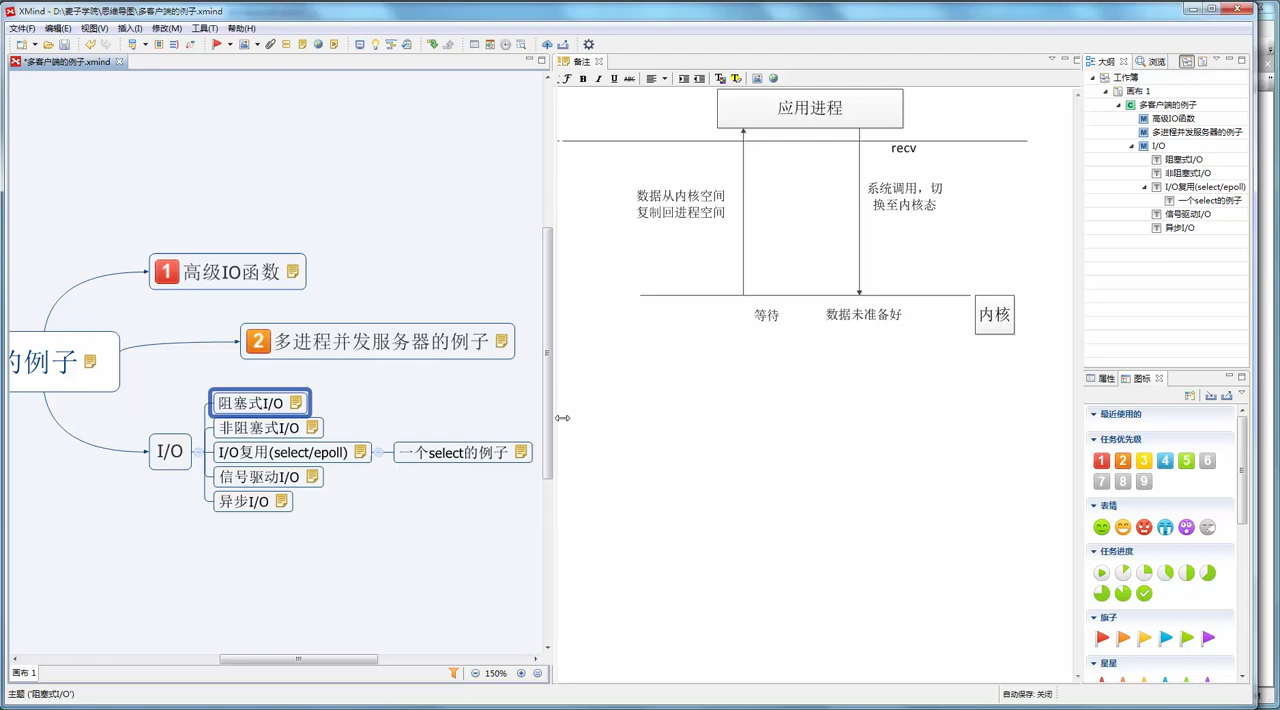 XMind - D:\麦子学院\思维导图\多客户端的例子.xmind
文件(F) 编辑(E) 视图(V) 插入(I) 修改(M) 工具(T) 帮助(H)
*多客户端的例子.xmind
备注
大纲
浏览
B I U ABC
应用进程
recv
数据从内核空间
复制回进程空间
系统调用，切
换至内核态
等待
数据未准备好
内核
1 高级IO函数
2 多进程并发服务器的例子
的例子
I/O
阻塞式I/O
非阻塞式I/O
I/O复用(select/epoll)
一个select的例子
信号驱动I/O
异步I/O
工作簿
画布 1
多客户端的例子
高级IO函数
多进程并发服务器的例子
I/O
阻塞式I/O
非阻塞式I/O
I/O复用(select/epoll)
一个select的例子
信号驱动I/O
异步I/O
属性
图标
最近使用的
任务优先级
1 2 3 4 5 6
7 8 9
表情
任务进度
旗子
星星
画布 1
150%
主题 ('阻塞式I/O')
自动保存: 关闭